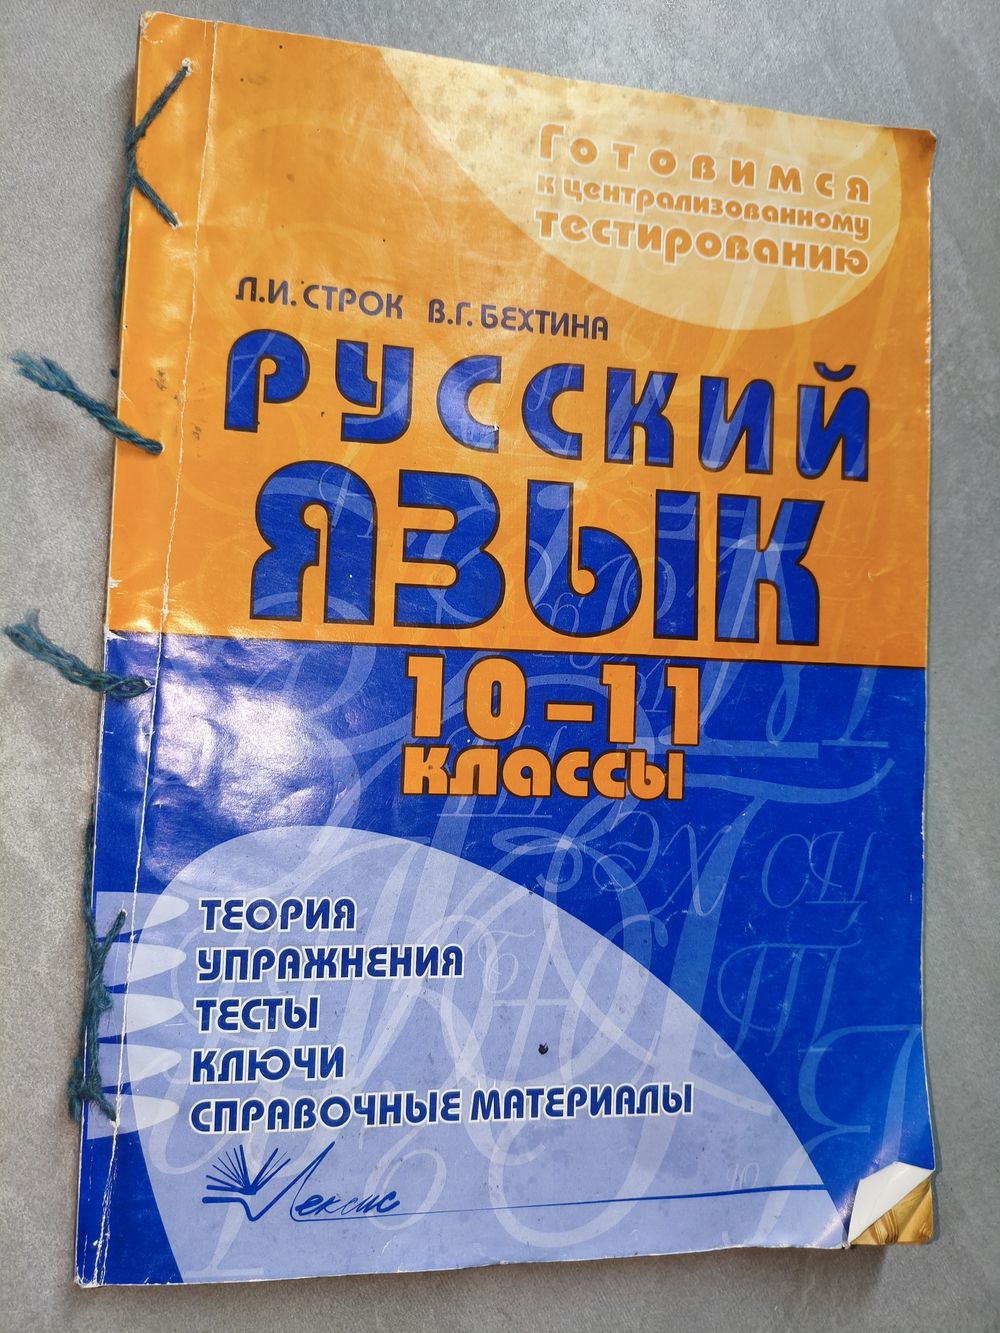 Готовимся
к централизованному
тестированию
Л.И. СТРОК В.Г. БЕХТИНА
РУССКИЙ
ЯЗЫК
10-11
классы
ТЕОРИЯ
УПРАЖНЕНИЯ
ТЕСТЫ
КЛЮЧИ
СПРАВОЧНЫЕ МАТЕРИАЛЫ
Лексис